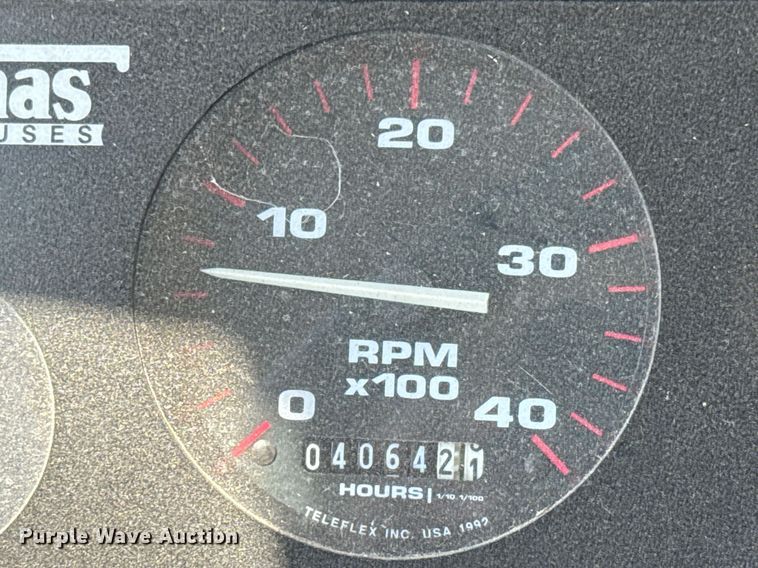 nas
USES
20
10
30
RPM
x100
0
40
0406421
HOURS | 1/10 1/100
TELEFLEX INC. USA 1992
Purple Wave Auction